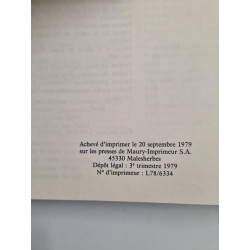 Achevé d'imprimer le 20 septembre 1979
sur les presses de Maury-Imprimeur S.A.
45330 Malesherbes
Dépôt légal : 3e trimestre 1979
N° d'imprimeur : L78/6334